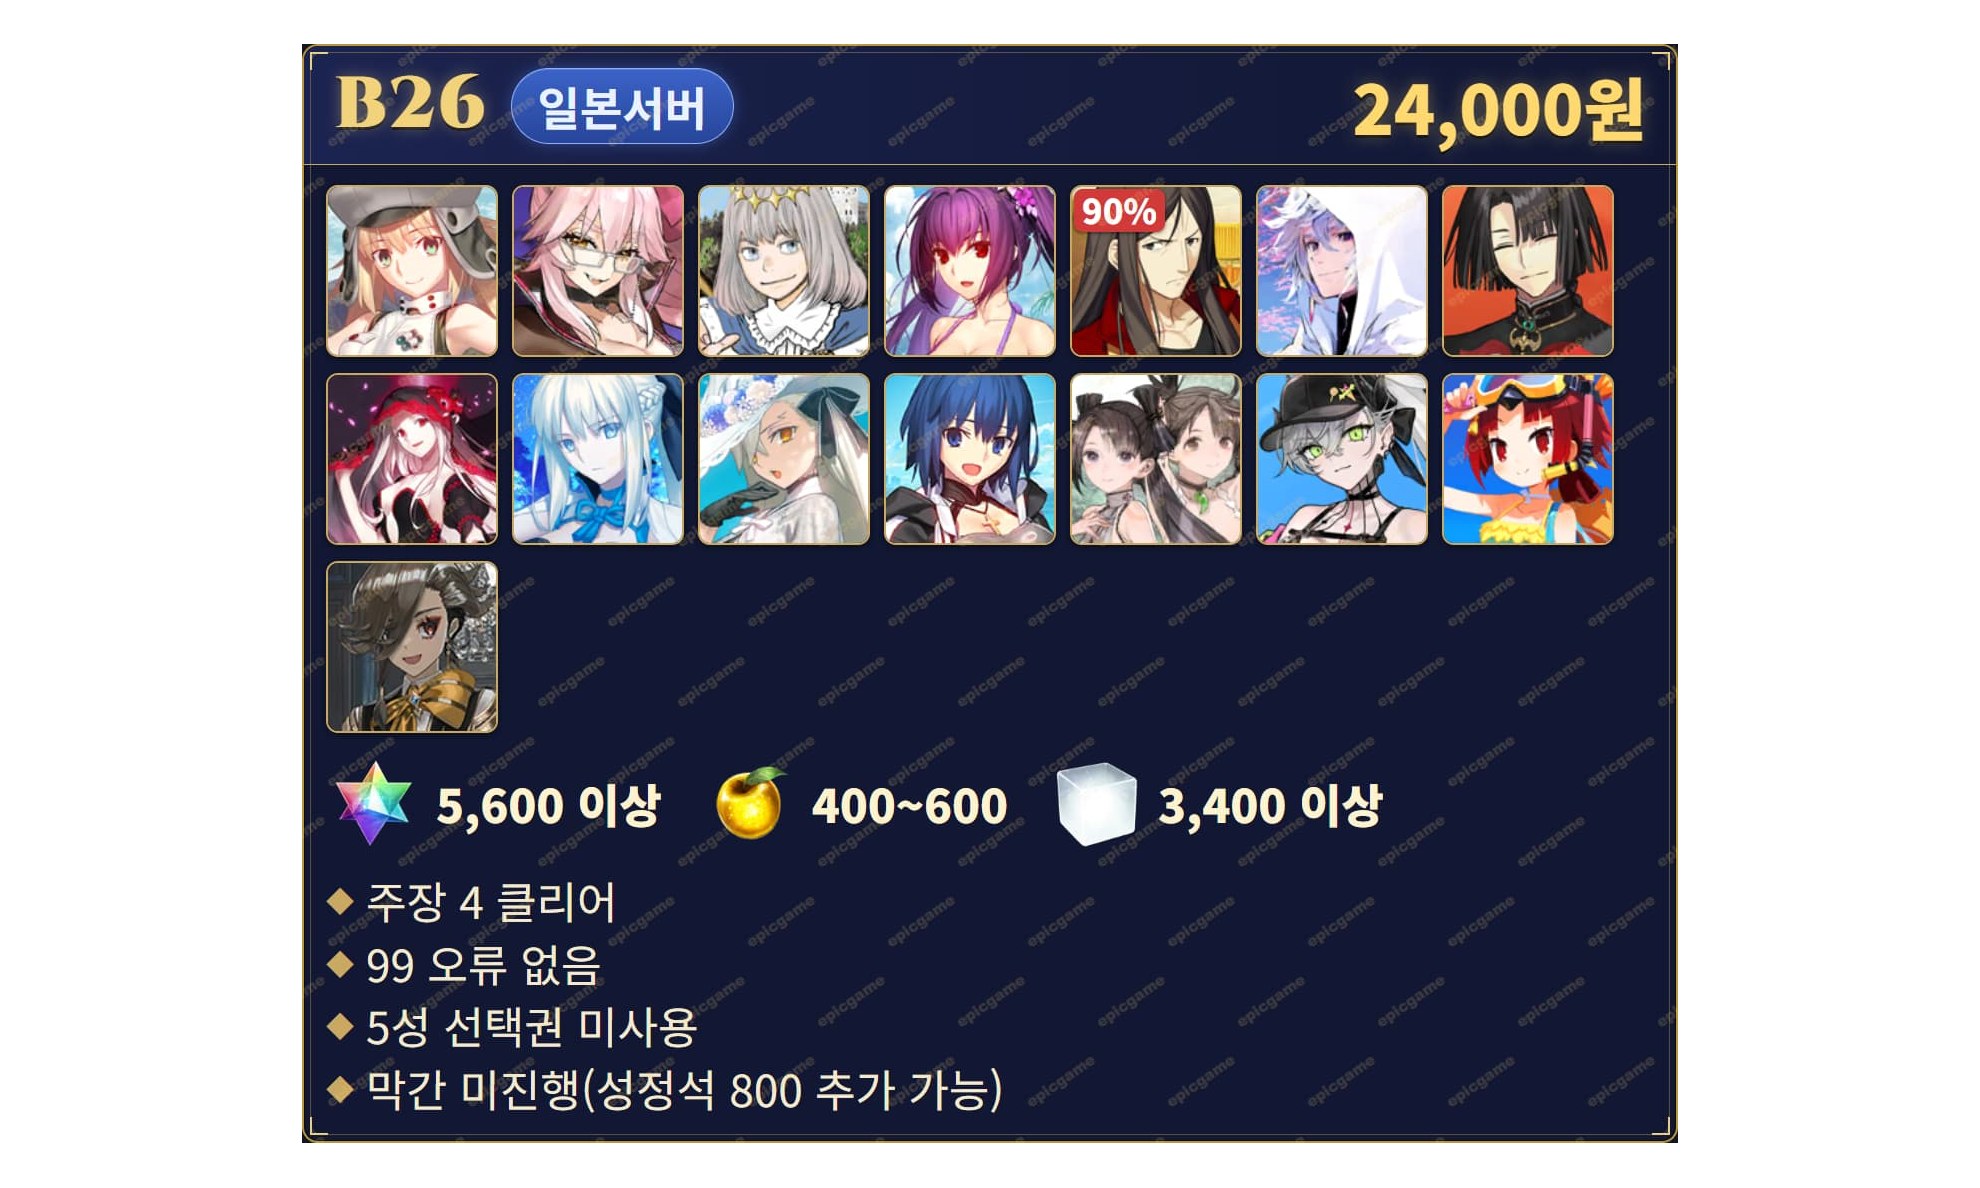 B26 일본서버 24,000원
90%
5,600 이상 400~600 3,400 이상
주장 4 클리어
99 오류 없음
5성 선택권 미사용
막간 미진행(성정석 800 추가 가능)
epicgame